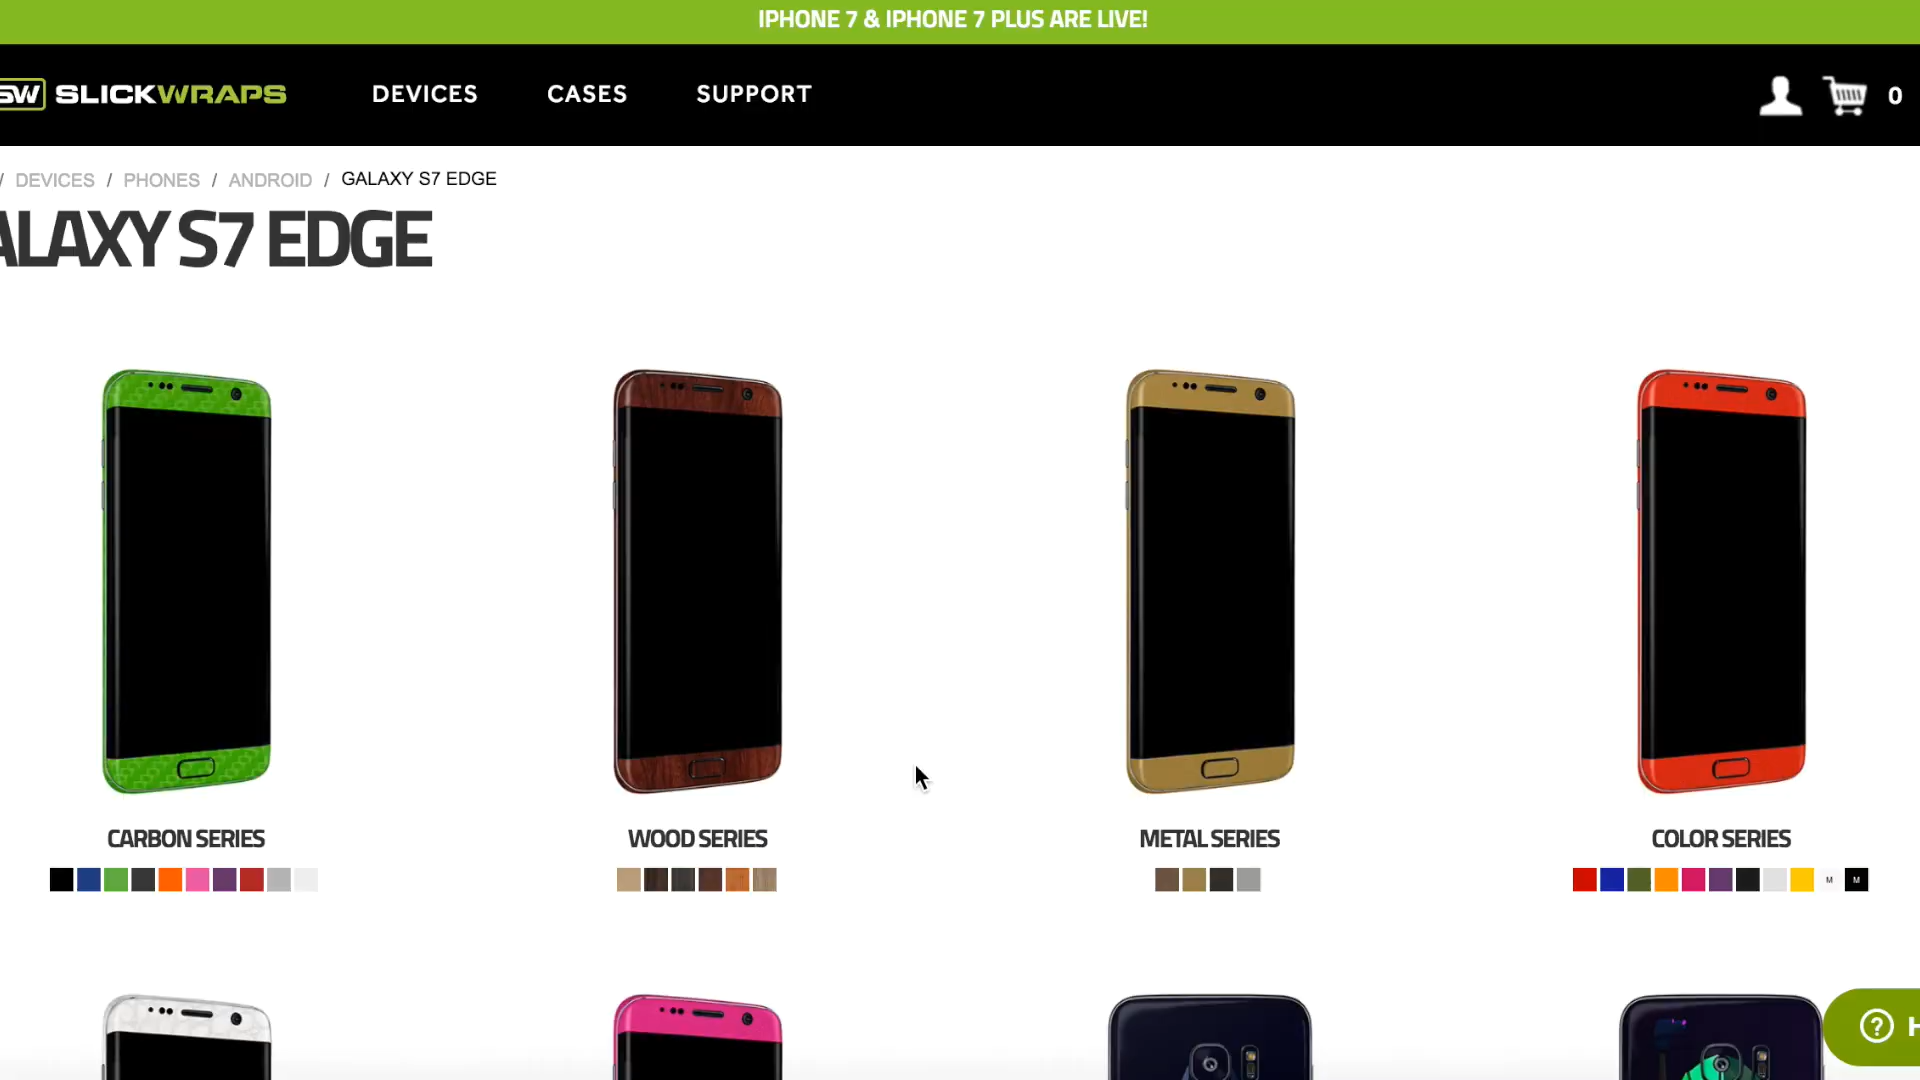 IPHONE 7 & IPHONE 7 PLUS ARE LIVE!
SW SLICKWRAPS DEVICES CASES SUPPORT 0
/ DEVICES / PHONES / ANDROID / GALAXY S7 EDGE
ALAXY S7 EDGE
CARBON SERIES
WOOD SERIES
METAL SERIES
COLOR SERIES
M M
? H